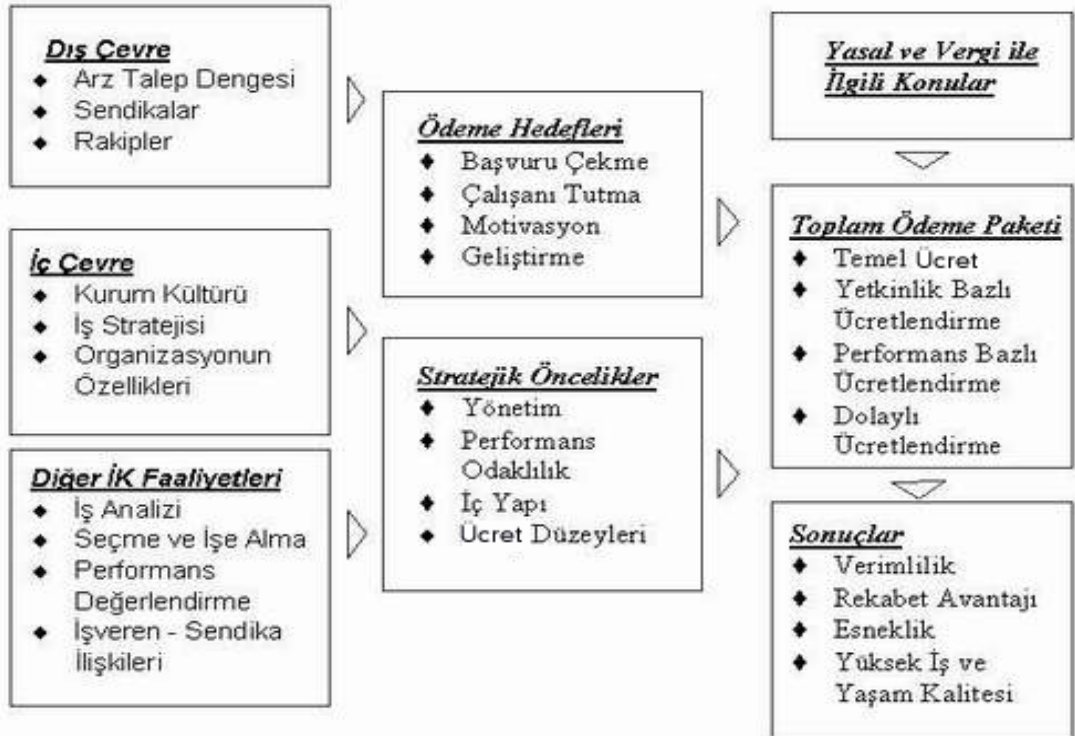 Dış Çevre
◆ Arz Talep Dengesi
◆ Sendikalar
◆ Rakipler
İç Çevre
◆ Kurum Kültürü
◆ İş Stratejisi
◆ Organizasyonun
Özellikleri
Diğer İK Faaliyetleri
◆ İş Analizi
◆ Seçme ve İşe Alma
◆ Performans
Değerlendirme
◆ İşveren - Sendika
İlişkileri
Ödeme Hedefleri
◆ Başvuru Çekme
◆ Çalışanı Tutma
◆ Motivasyon
◆ Geliştirme
Stratejik Öncelikler
◆ Yönetim
◆ Performans
Odaklılık
◆ İç Yapı
◆ Ücret Düzeyleri
Yasal ve Vergi ile
İlgili Konular
Toplam Ödeme Paketi
◆ Temel Ücret
◆ Yetkinlik Bazlı
Ücretlendirme
◆ Performans Bazlı
Ücretlendirme
◆ Dolaylı
Ücretlendirme
Sonuçlar
◆ Verimlilik
◆ Rekabet Avantajı
◆ Esneklik
◆ Yüksek İş ve
Yaşam Kalitesi